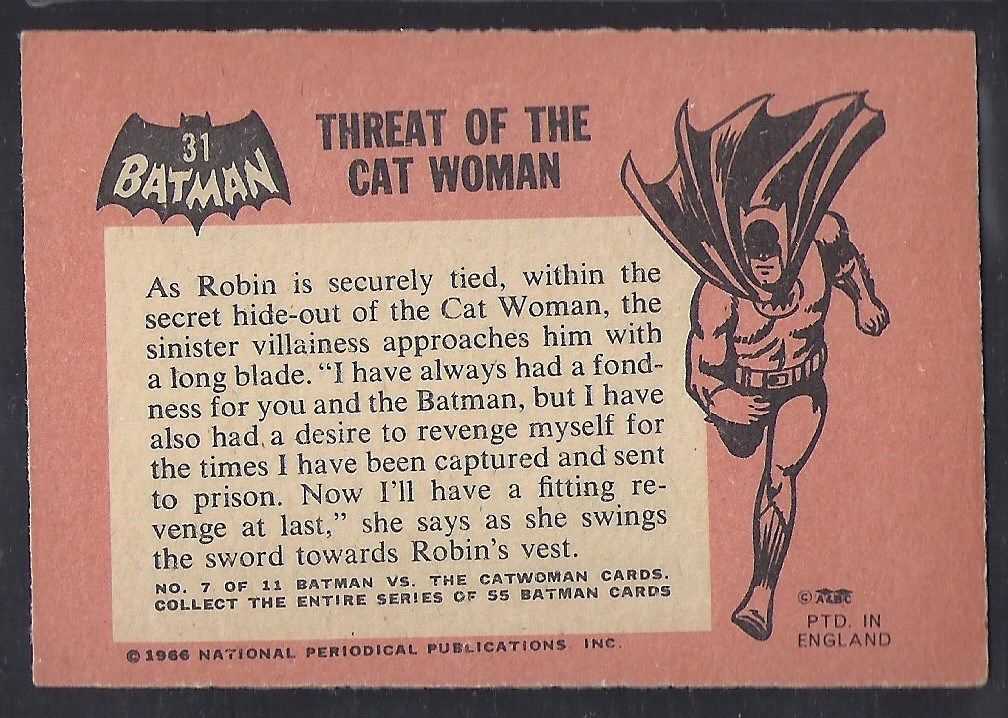 31
BATMAN
THREAT OF THE
CAT WOMAN
As Robin is securely tied, within the
secret hide-out of the Cat Woman, the
sinister villainess approaches him with
a long blade. “I have always had a fond-
ness for you and the Batman, but I have
also had a desire to revenge myself for
the times I have been captured and sent
to prison. Now I'll have a fitting re-
venge at last,” she says as she swings
the sword towards Robin's vest.
NO. 7 OF 11 BATMAN VS. THE CATWOMAN CARDS.
COLLECT THE ENTIRE SERIES OF 55 BATMAN CARDS
© 1966 NATIONAL PERIODICAL PUBLICATIONS INC.
© A&BC
PTD. IN
ENGLAND